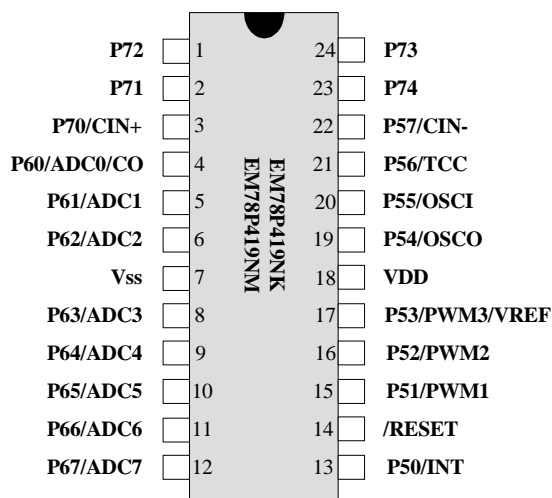 P72 1 24 P73
P71 2 23 P74
P70/CIN+ 3 22 P57/CIN-
P60/ADC0/CO 4 21 P56/TCC
P61/ADC1 5 20 P55/OSCI
P62/ADC2 6 19 P54/OSCO
Vss 7 18 VDD
P63/ADC3 8 17 P53/PWM3/VREF
P64/ADC4 9 16 P52/PWM2
P65/ADC5 10 15 P51/PWM1
P66/ADC6 11 14 /RESET
P67/ADC7 12 13 P50/INT
EM78P419NK
EM78P419NM